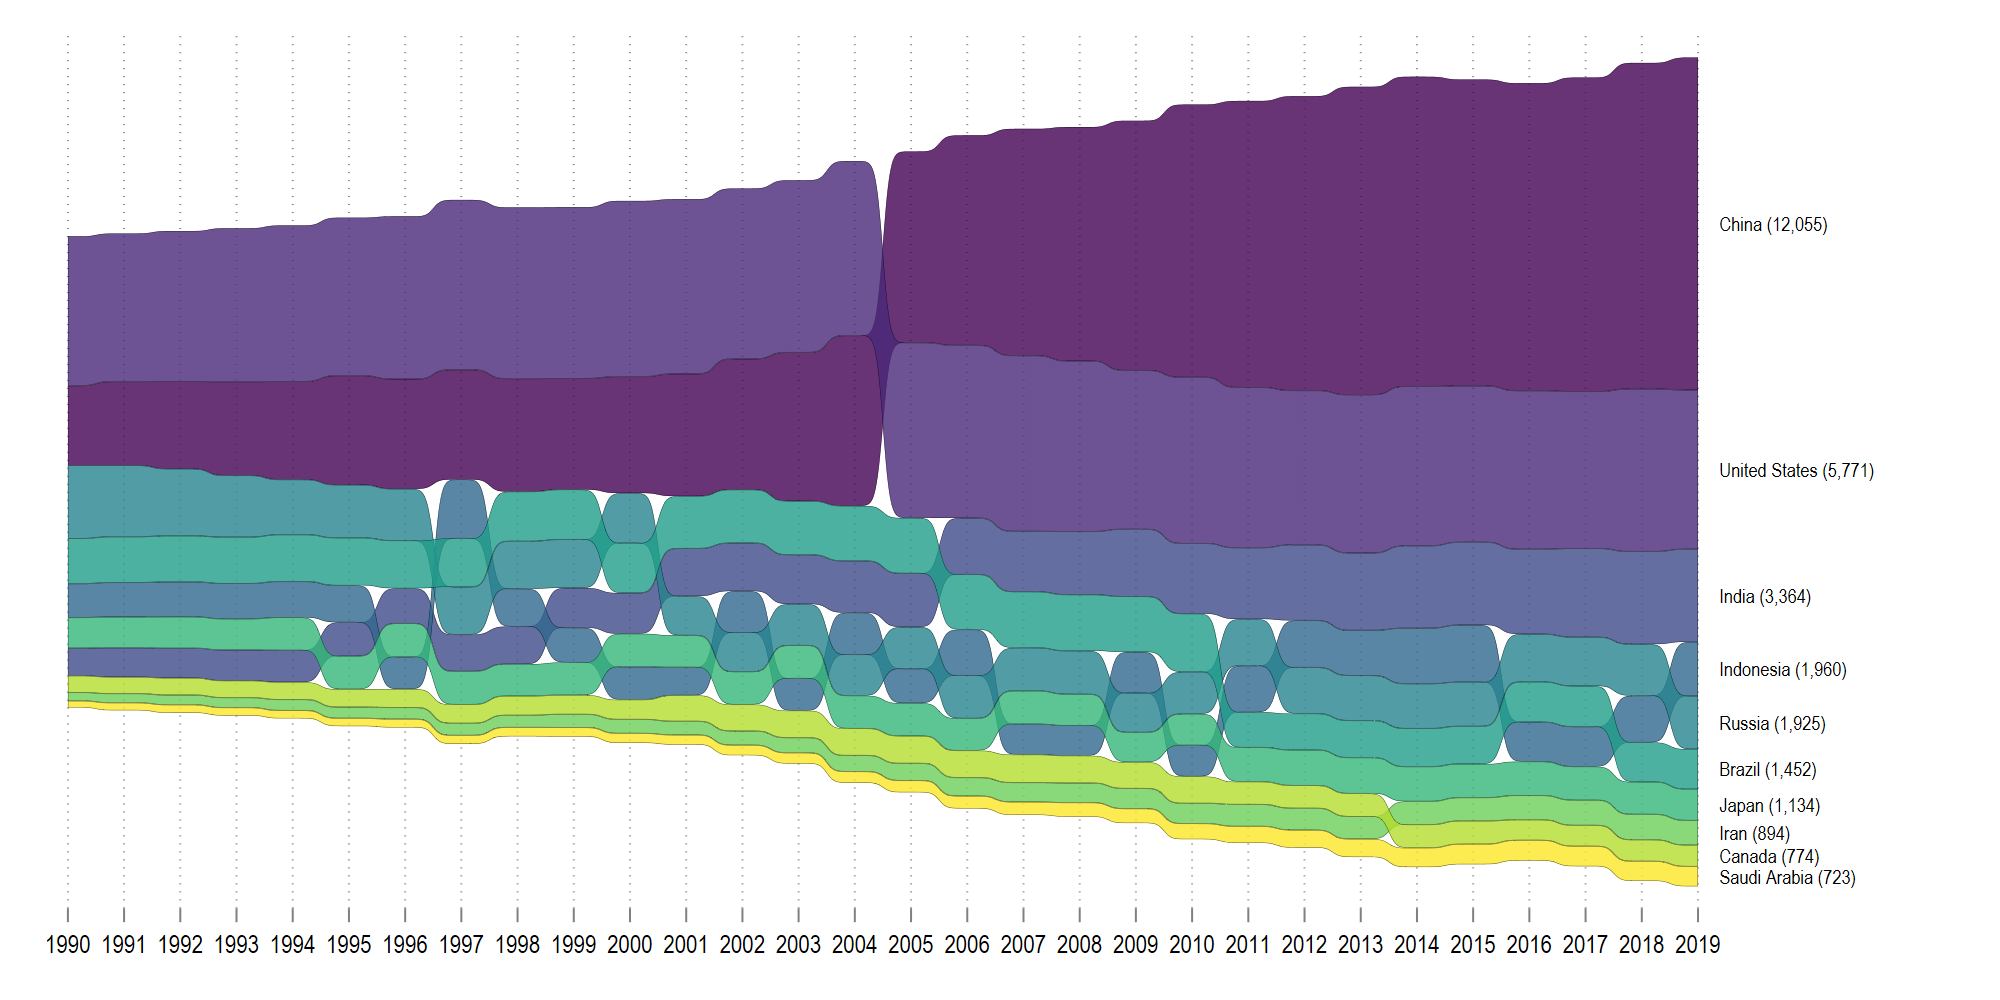 China (12,055)
United States (5,771)
India (3,364)
Indonesia (1,960)
Russia (1,925)
Brazil (1,452)
Japan (1,134)
Iran (894)
Canada (774)
Saudi Arabia (723)
1990 1991 1992 1993 1994 1995 1996 1997 1998 1999 2000 2001 2002 2003 2004 2005 2006 2007 2008 2009 2010 2011 2012 2013 2014 2015 2016 2017 2018 2019